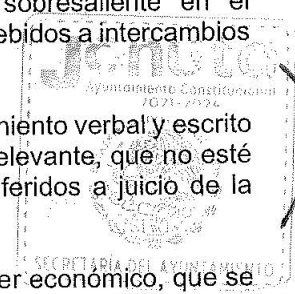 sobresaliente en el
ebidos a intercambios
Jonuta
Ayuntamiento Constitucional
2021-2024
miento verbal y escrito
elevante, que no esté
feridos a juicio de la
SECRETARÍA DEL AYUNTAMIENTO
er económico, que se